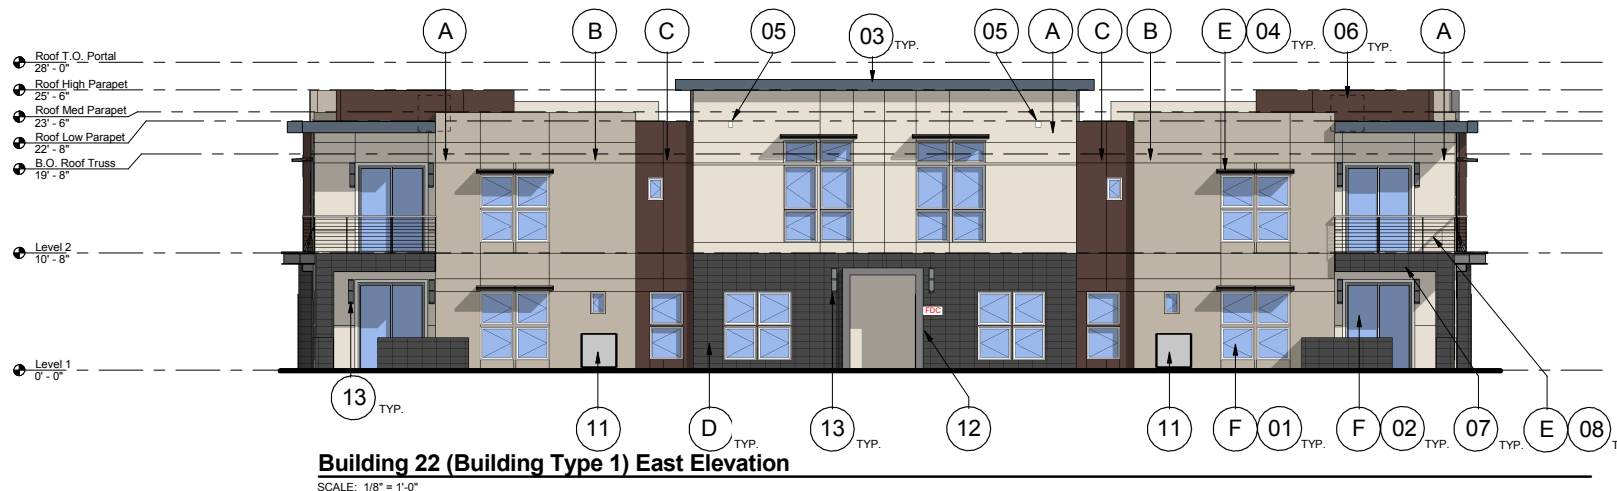 A B C 05 03 TYP. 05 A C B E 04 TYP. 06 TYP. A
Roof T.O. Portal
28' - 0"
Roof High Parapet
25' - 6"
Roof Med Parapet
23' - 6"
Roof Low Parapet
22' - 8"
B.O. Roof Truss
19' - 8"
Level 2
10' - 8"
FDC
Level 1
0' - 0"
13 TYP. 11 D TYP. 13 TYP. 12 11 F 01 TYP. F 02 TYP. 07 TYP. E 08
Building 22 (Building Type 1) East Elevation
SCALE: 1/8" = 1'-0"